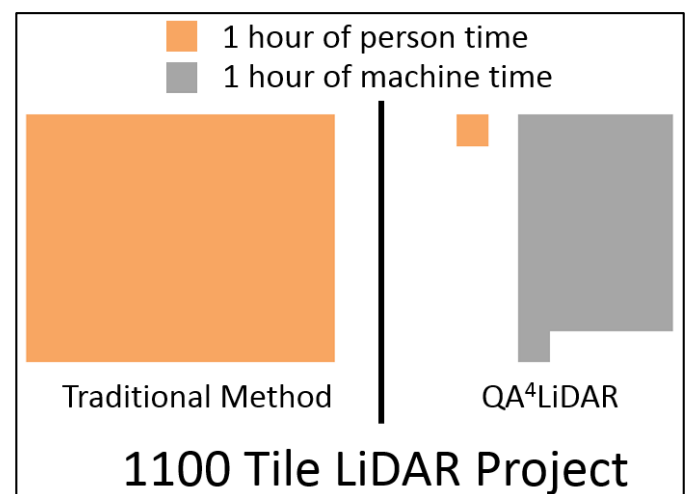 1 hour of person time
1 hour of machine time
Traditional Method
QA⁴LiDAR
1100 Tile LiDAR Project